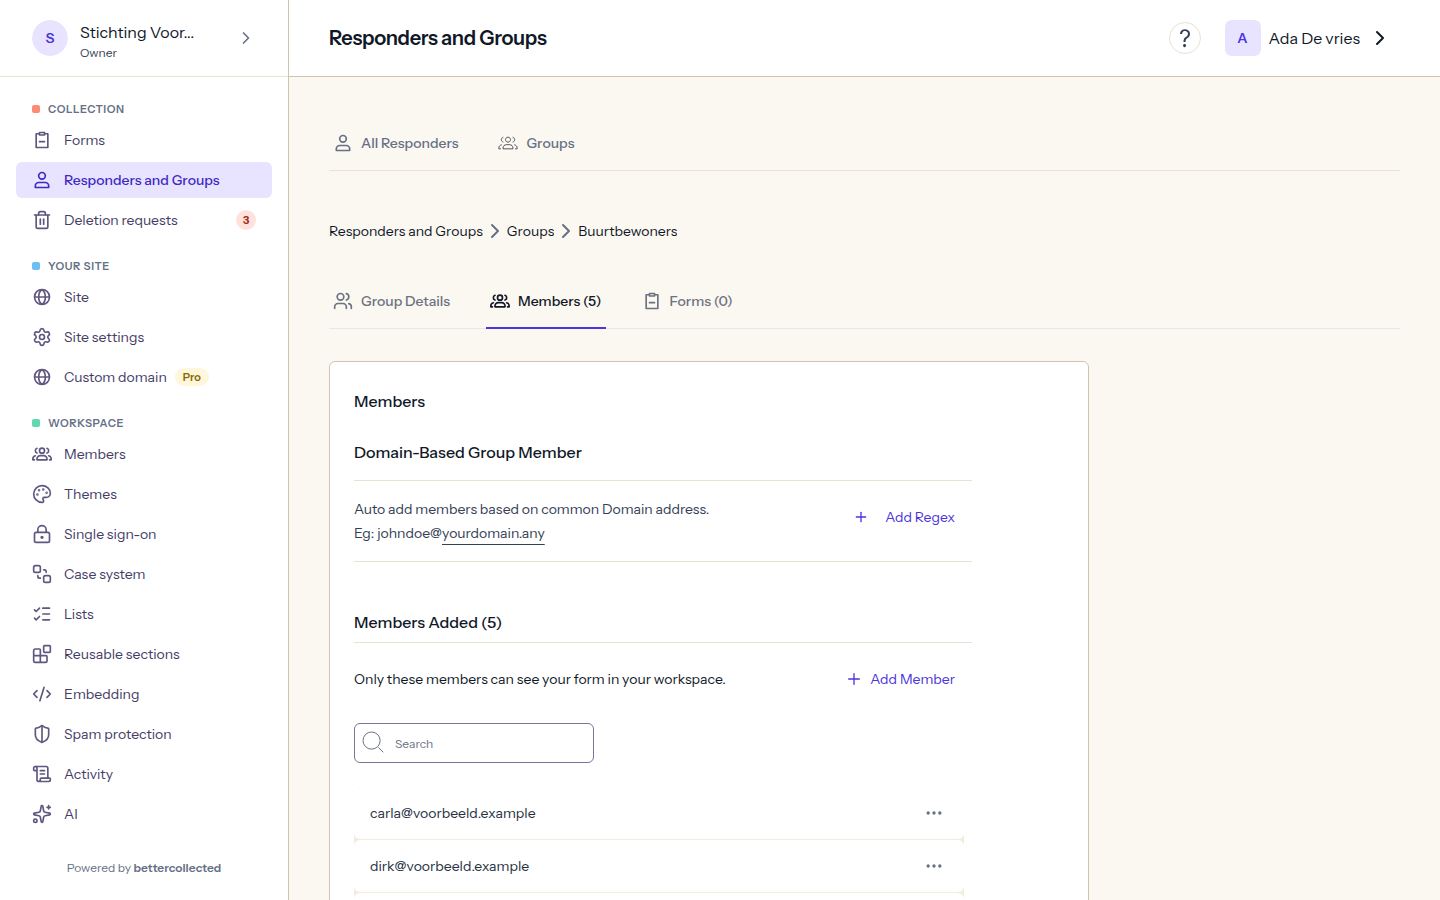 S
Stichting Voor...
Owner
COLLECTION
Forms
Responders and Groups
Deletion requests
3
YOUR SITE
Site
Site settings
Custom domain
Pro
WORKSPACE
Members
Themes
Single sign-on
Case system
Lists
Reusable sections
Embedding
Spam protection
Activity
AI
Powered by bettercollected
Responders and Groups
?
A
Ada De vries
All Responders
Groups
Responders and Groups
Groups
Buurtbewoners
Group Details
Members (5)
Forms (0)
Members
Domain-Based Group Member
Auto add members based on common Domain address.
Eg: johndoe@yourdomain.any
Add Regex
Members Added (5)
Only these members can see your form in your workspace.
Add Member
Search
carla@voorbeeld.example
dirk@voorbeeld.example